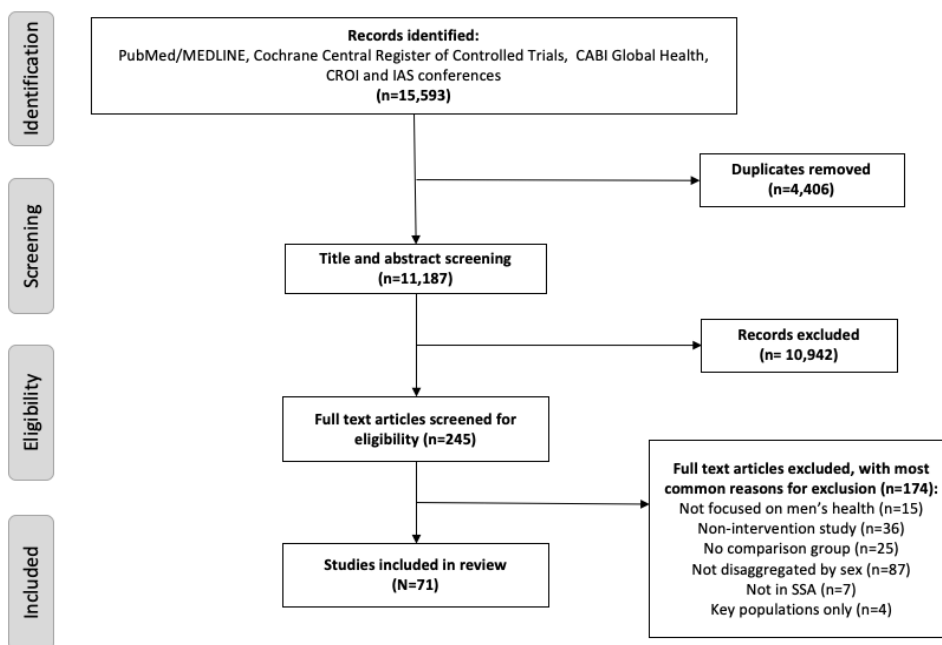 Identification
Records identified:
PubMed/MEDLINE, Cochrane Central Register of Controlled Trials,  CABI Global Health,
CROI and IAS conferences
(n=15,593)
Duplicates removed
(n=4,406)
Screening
Title and abstract screening
(n=11,187)
Records excluded
(n= 10,942)
Eligibility
Full text articles screened for
eligibility (n=245)
Full text articles excluded, with most
common reasons for exclusion (n=174):
Not focused on men's health (n=15)
Non-intervention study (n=36)
No comparison group (n=25)
Not disaggregated by sex (n=87)
Not in SSA (n=7)
Key populations only (n=4)
Included
Studies included in review
(N=71)